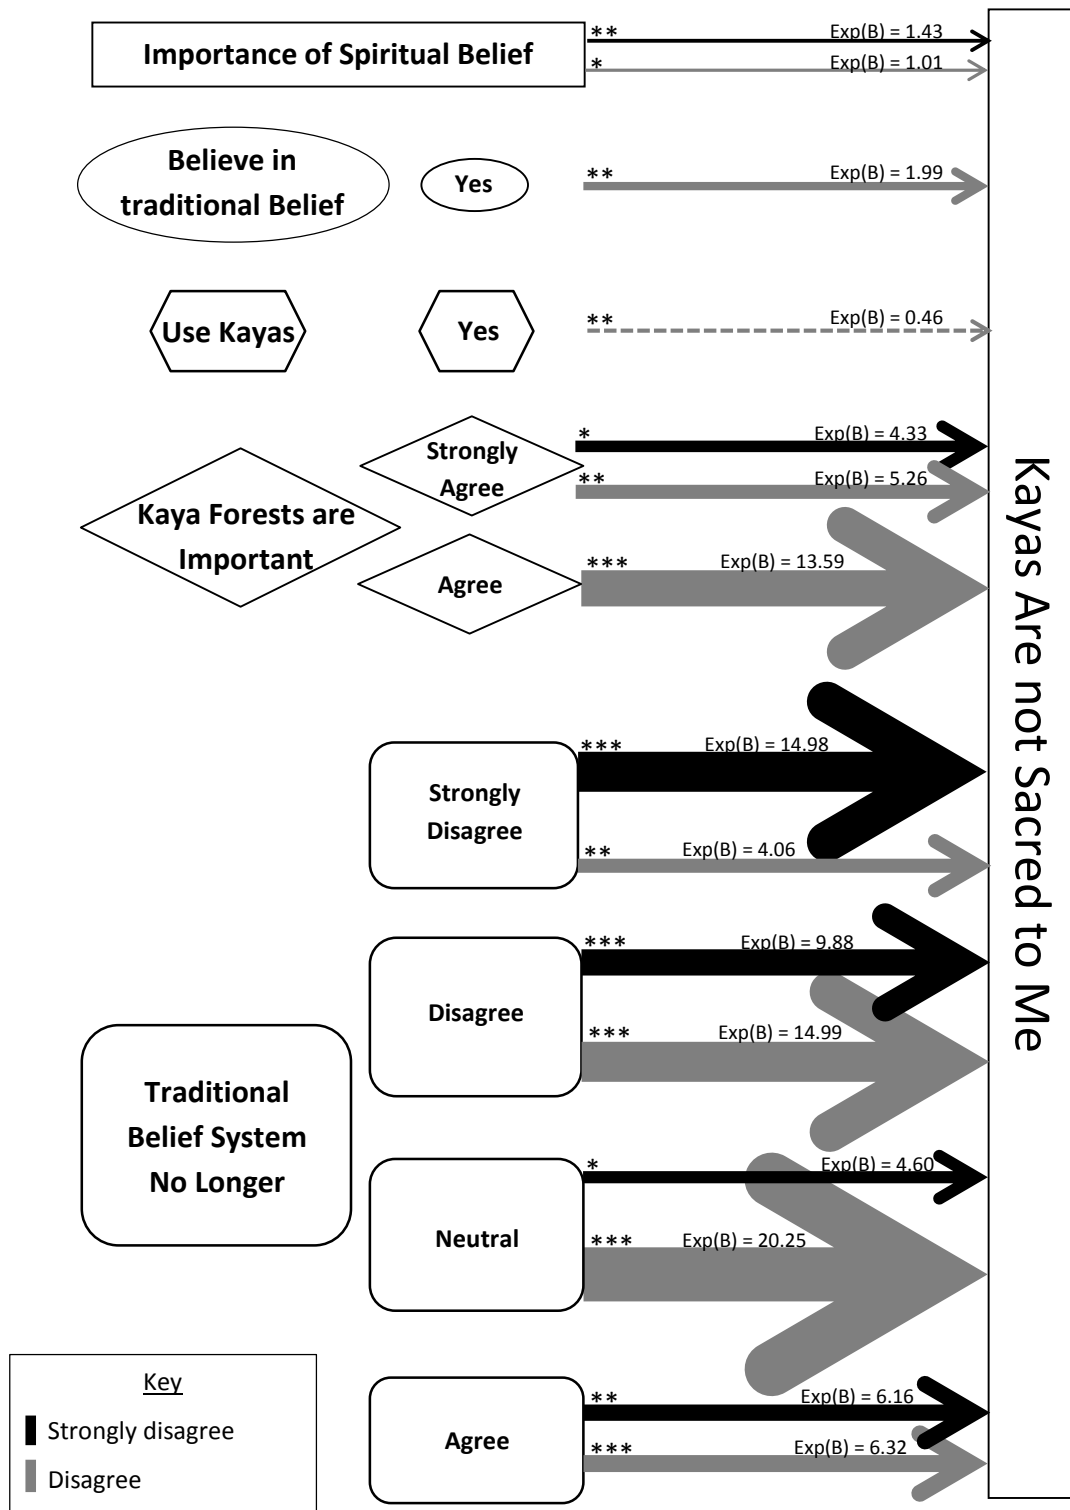 Importance of Spiritual Belief
**
Exp(B) = 1.43
*
Exp(B) = 1.01
Believe in
traditional Belief
Yes
**
Exp(B) = 1.99
Use Kayas
Yes
**
Exp(B) = 0.46
Kaya Forests are
Important
Strongly
Agree
*
Exp(B) = 4.33
**
Exp(B) = 5.26
Agree
***
Exp(B) = 13.59
Traditional
Belief System
No Longer
Strongly
Disagree
***
Exp(B) = 14.98
**
Exp(B) = 4.06
Disagree
***
Exp(B) = 9.88
***
Exp(B) = 14.99
Neutral
*
Exp(B) = 4.60
***
Exp(B) = 20.25
Agree
**
Exp(B) = 6.16
***
Exp(B) = 6.32
Kayas Are not Sacred to Me
Key
Strongly disagree
Disagree